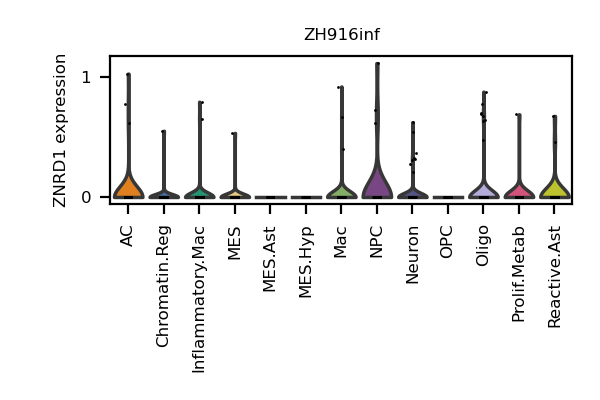 ZH916inf
ZNRD1 expression
1
0
AC
Chromatin.Reg
Inflammatory.Mac
MES
MES.Ast
MES.Hyp
Mac
NPC
Neuron
OPC
Oligo
Prolif.Metab
Reactive.Ast